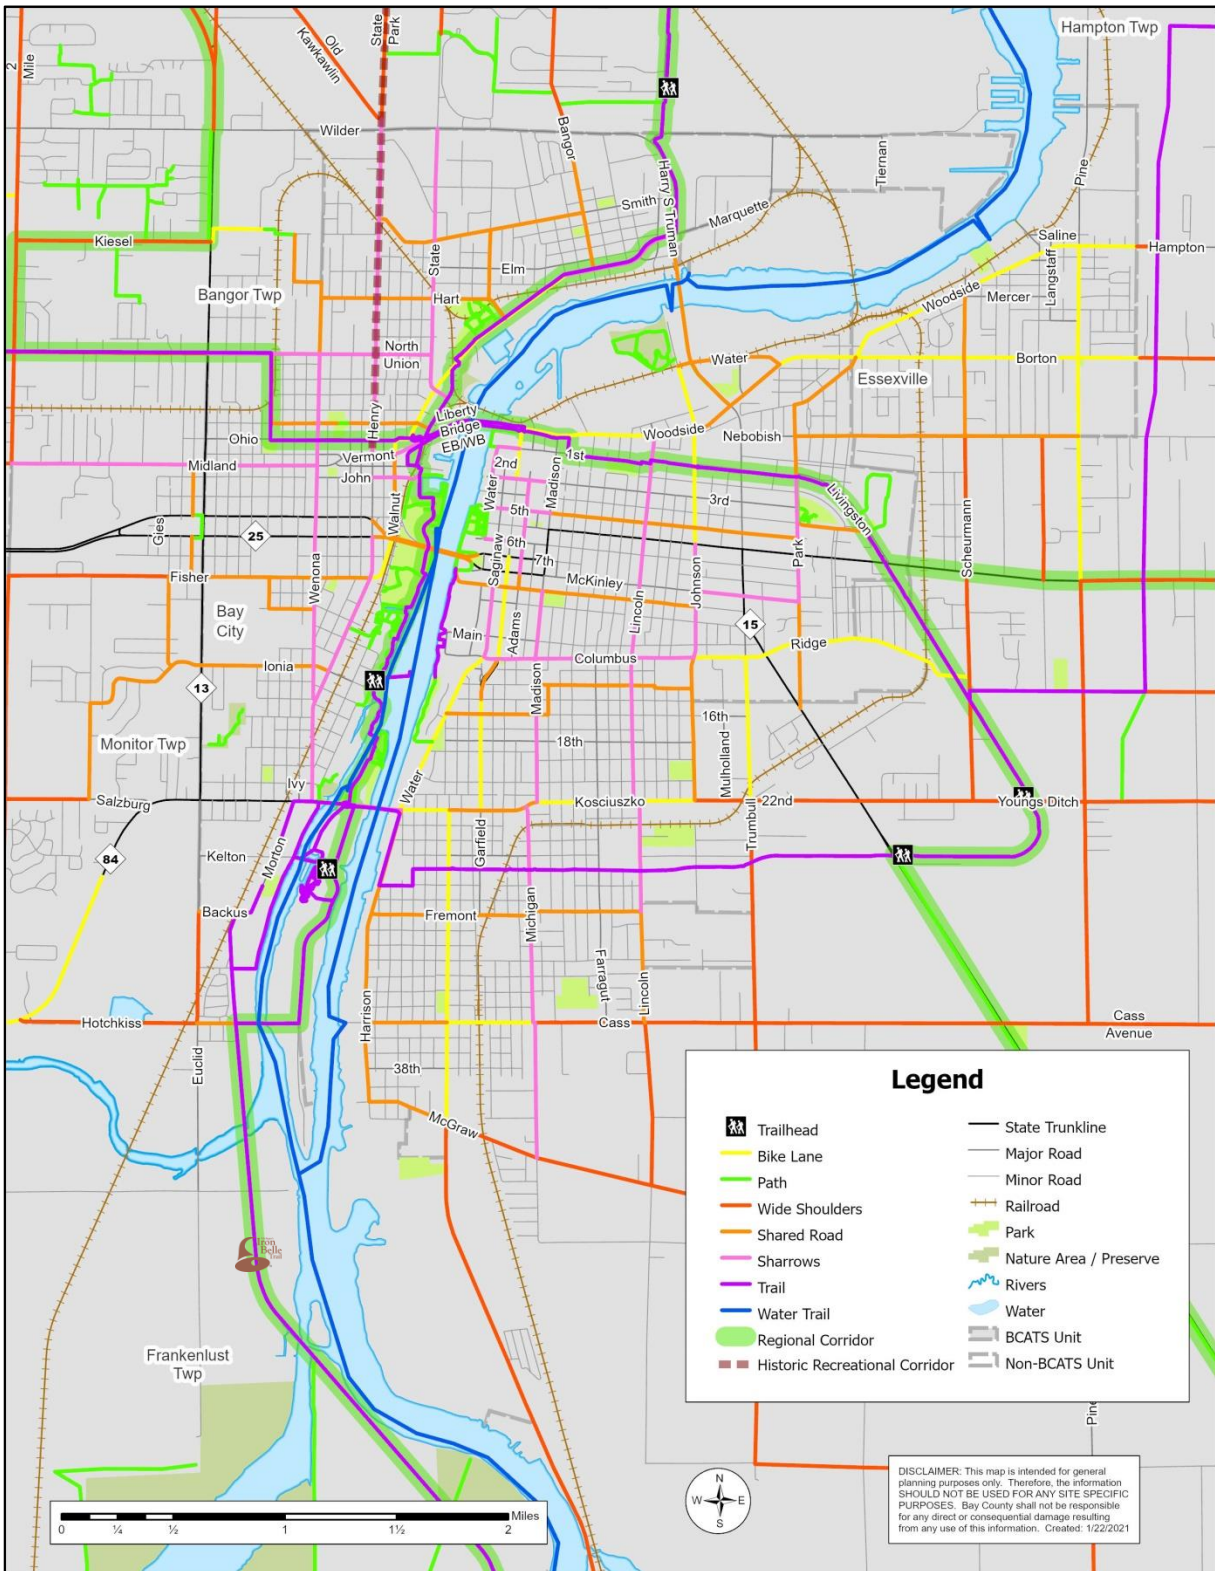 State
Park
Old
Kawkawlin
Hampton Twp
2
Mile
Wilder
Bangor
Harry S Truman
Tiernan
Pine
Smith
Marquette
Kiesel
State
Elm
Saline
Hampton
Langstaff
Bangor Twp
Hart
Woodside
Mercer
North
Union
Water
Borton
Essexville
Henry
Liberty
Bridge
EB/WB
Ohio
Woodside
Nebobish
Midland
Vermont
John
1st
2nd
Madison
Water
3rd
Livingston
Walnut
5th
Gies
25
6th
Saginaw
7th
Park
Scheurmann
Fisher
Wenona
McKinley
Johnson
Lincoln
Bay
City
Main
Adams
15
Ridge
Ionia
Columbus
13
Madison
16th
Mulholland
Monitor Twp
18th
Ivy
Water
Salzburg
Kosciuszko
22nd
Youngs Ditch
Trumbull
84
Kelton
Morton
Garfield
Backus
Fremont
Michigan
Farragut
Lincoln
Hotchkiss
Harrison
Cass
Cass
Avenue
Euclid
38th
McGraw
Iron
Belle
Trail
Frankenlust
Twp
Pine
Legend
Trailhead
Bike Lane
Path
Wide Shoulders
Shared Road
Sharrows
Trail
Water Trail
Regional Corridor
Historic Recreational Corridor
State Trunkline
Major Road
Minor Road
Railroad
Park
Nature Area / Preserve
Rivers
Water
BCATS Unit
Non-BCATS Unit
Miles
0 ¼ ½ 1 1½ 2
N
W E
S
DISCLAIMER: This map is intended for general
planning purposes only. Therefore, the information
SHOULD NOT BE USED FOR ANY SITE SPECIFIC
PURPOSES. Bay County shall not be responsible
for any direct or consequential damage resulting
from any use of this information. Created: 1/22/2021